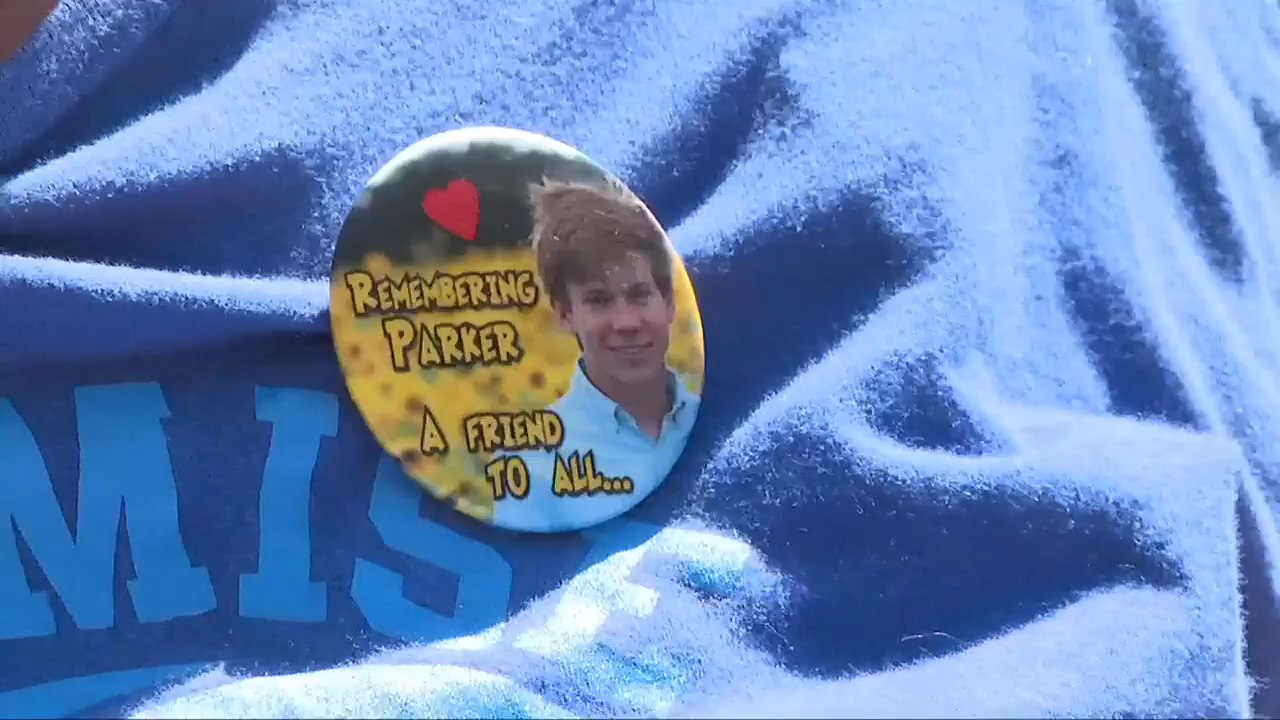 REMEMBERING
PARKER
A FRIEND
TO ALL...
MIS